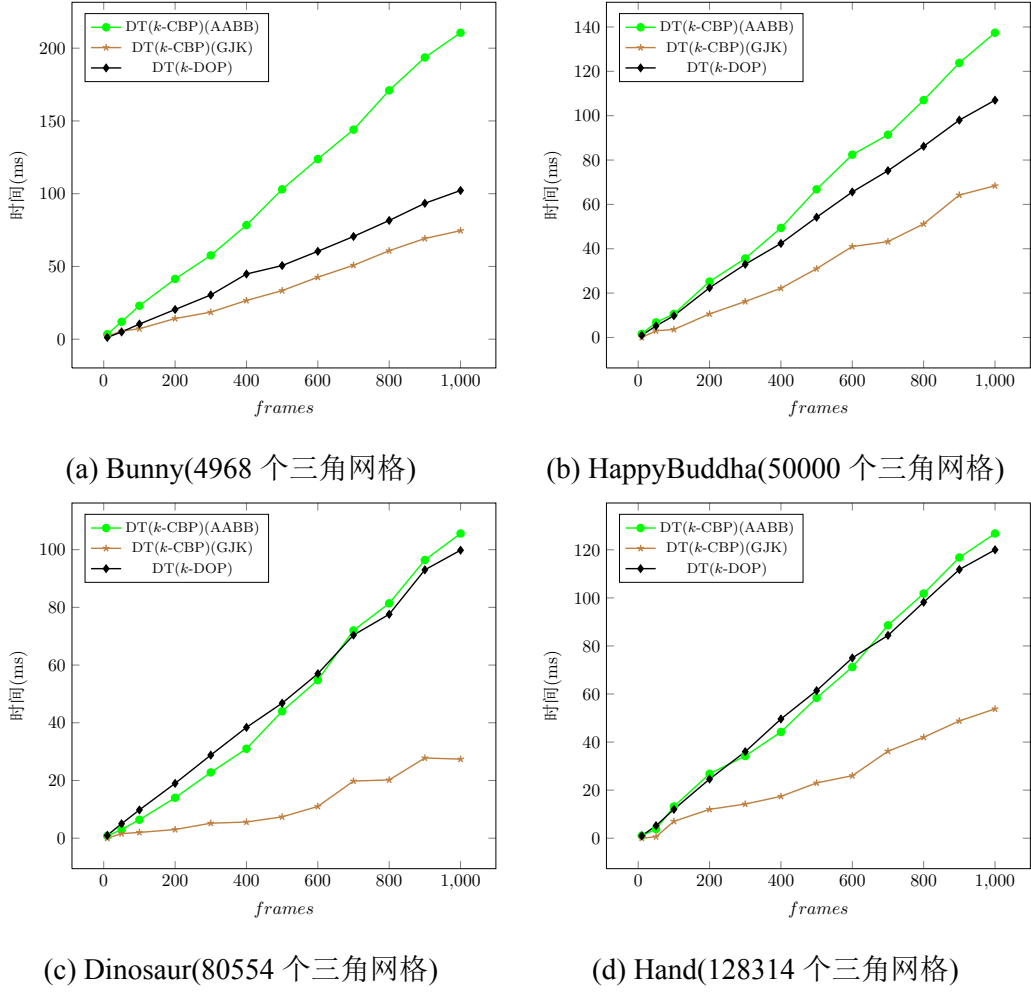 DT(k-CBP)(AABB)
DT(k-CBP)(GJK)
DT(k-DOP)
200
150
100
50
0
时间(ms)
0 200 400 600 800 1,000
frames
(a) Bunny(4968 个三角网格)
DT(k-CBP)(AABB)
DT(k-CBP)(GJK)
DT(k-DOP)
140
120
100
80
60
40
20
0
时间(ms)
0 200 400 600 800 1,000
frames
(b) HappyBuddha(50000 个三角网格)
DT(k-CBP)(AABB)
DT(k-CBP)(GJK)
DT(k-DOP)
100
80
60
40
20
0
时间(ms)
0 200 400 600 800 1,000
frames
(c) Dinosaur(80554 个三角网格)
DT(k-CBP)(AABB)
DT(k-CBP)(GJK)
DT(k-DOP)
120
100
80
60
40
20
0
时间(ms)
0 200 400 600 800 1,000
frames
(d) Hand(128314 个三角网格)